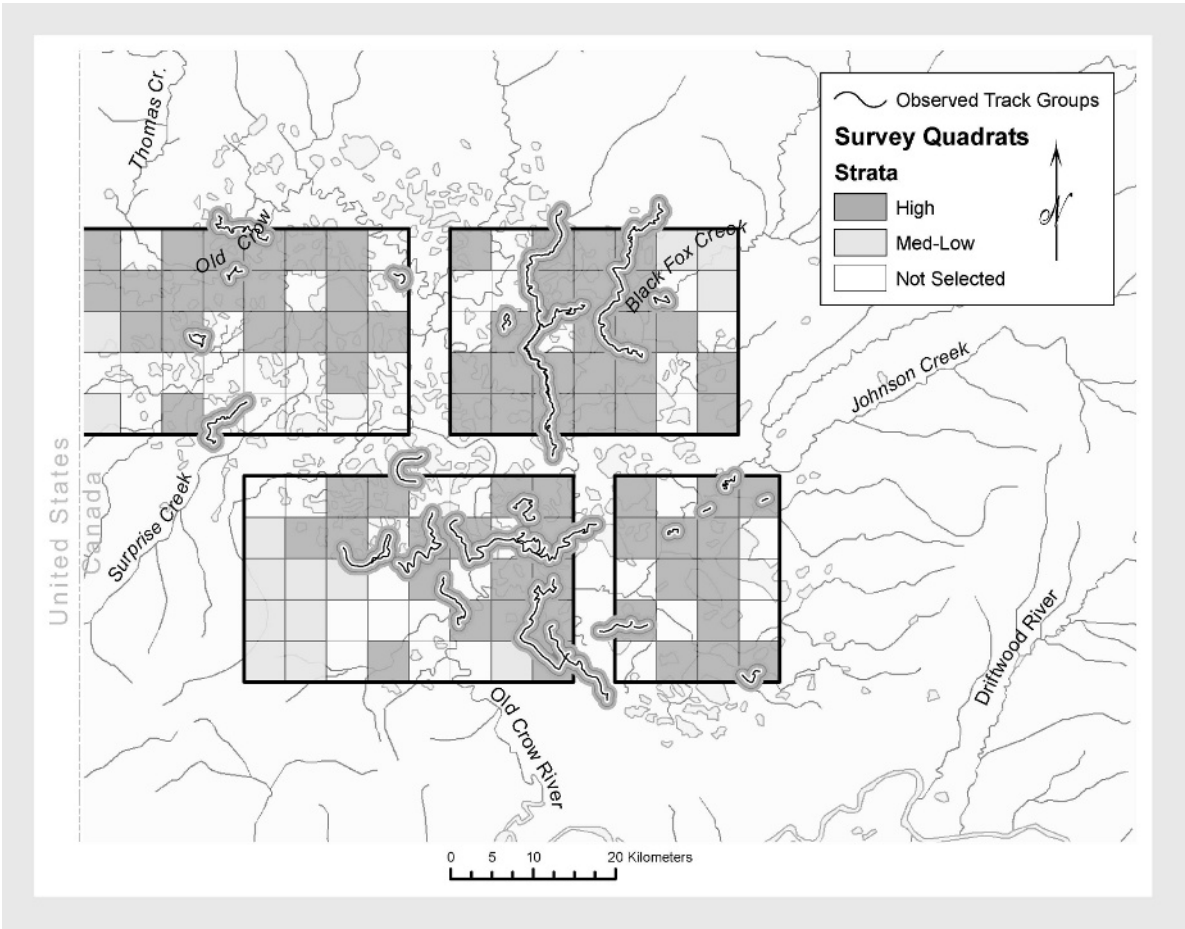 Thomas Cr.
Old Crow
Black Fox Creek
Observed Track Groups
Survey Quadrats
Strata
High
Med-Low
Not Selected
N
Johnson Creek
United States
Canada
Surprise Creek
Driftwood River
Old Crow River
0 5 10 20 Kilometers